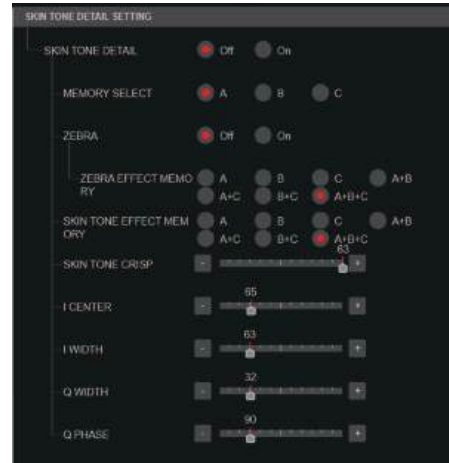 SKIN TONE DETAIL SETTING
SKIN TONE DETAIL Off On
MEMORY SELECT A B C
ZEBRA Off On
ZEBRA EFFECT MEMO A B C A+B
RY A+C B+C A+B+C
SKIN TONE EFFECT MEM A B C A+B
ORY A+C B+C A+B+C
63
SKIN TONE CRISP - +
65
I CENTER - +
63
I WIDTH - +
32
Q WIDTH - +
90
Q PHASE - +